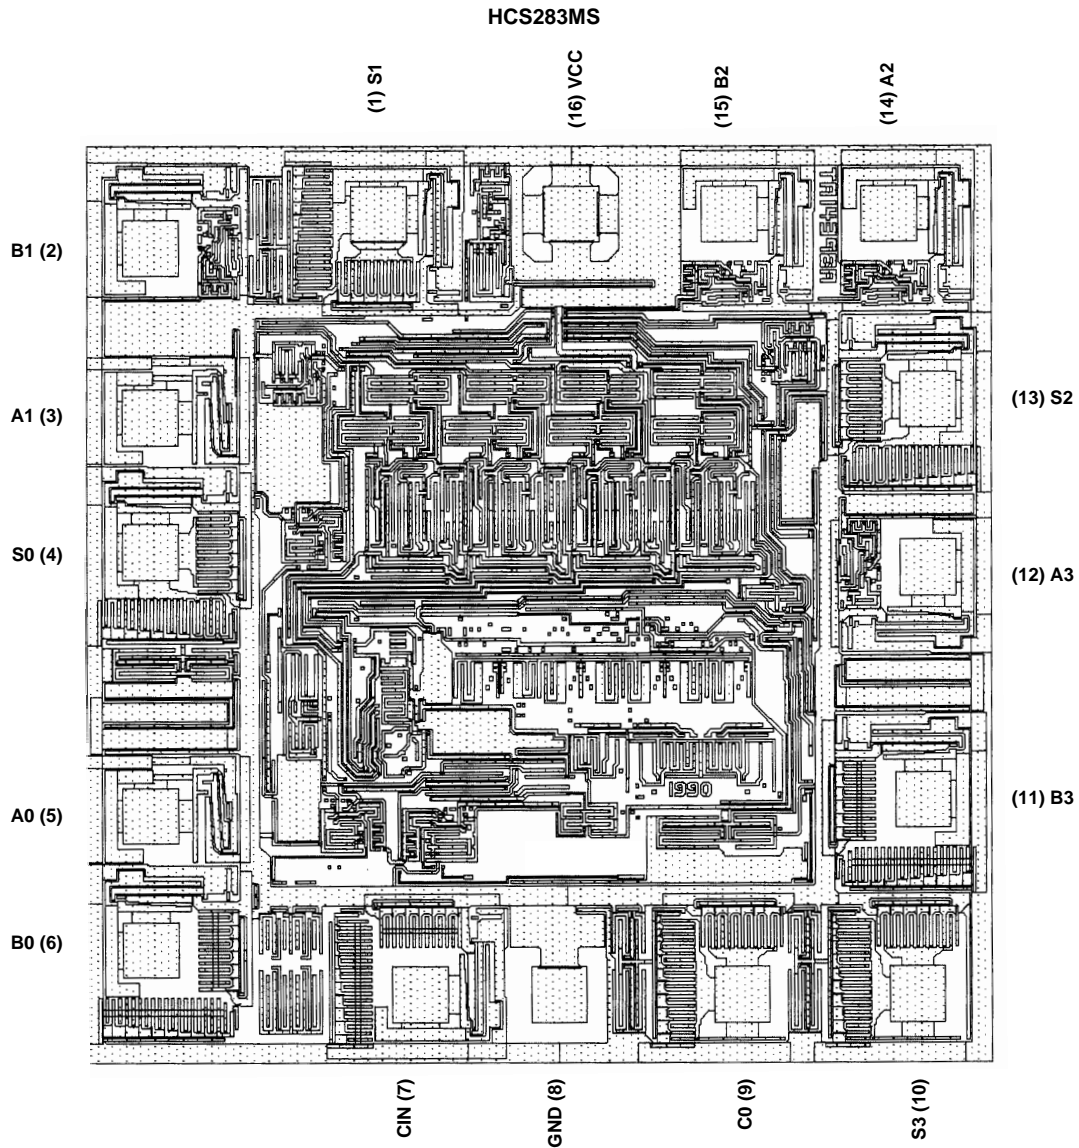 HCS283MS
(1) S1
(16) VCC
(15) B2
(14) A2
B1 (2)
A1 (3)
S0 (4)
A0 (5)
B0 (6)
(13) S2
(12) A3
(11) B3
CIN (7)
GND (8)
C0 (9)
S3 (10)